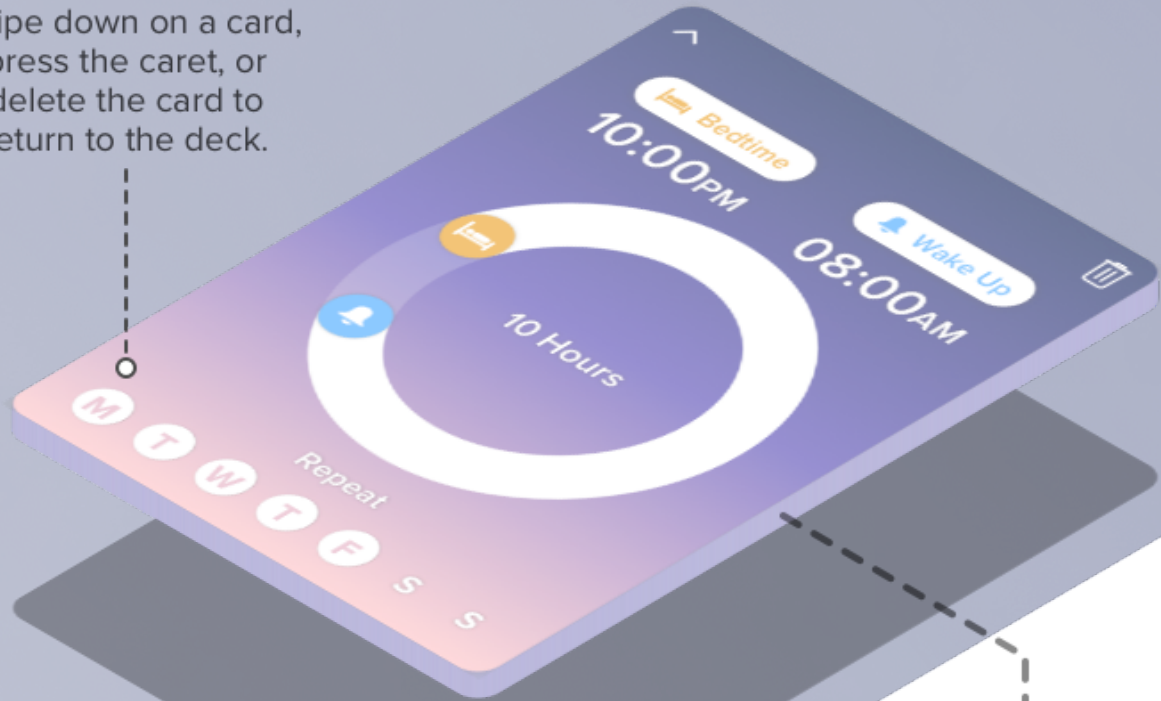 ipe down on a card,
press the caret, or
delete the card to
eturn to the deck.
Bedtime
10:00PM
Wake Up
08:00AM
10 Hours
Repeat
M T W T F S S